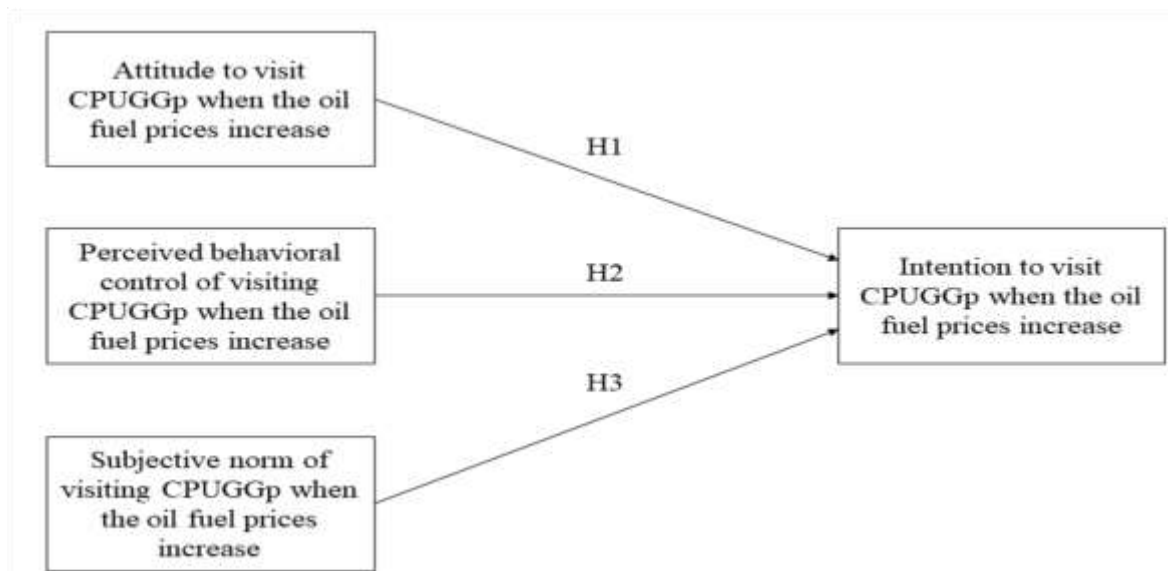 Attitude to visit
CPUGGp when the oil
fuel prices increase
H1
Perceived behavioral
control of visiting
CPUGGp when the oil
fuel prices increase
H2
Intention to visit
CPUGGp when the oil
fuel prices increase
H3
Subjective norm of
visiting CPUGGp when
the oil fuel prices
increase